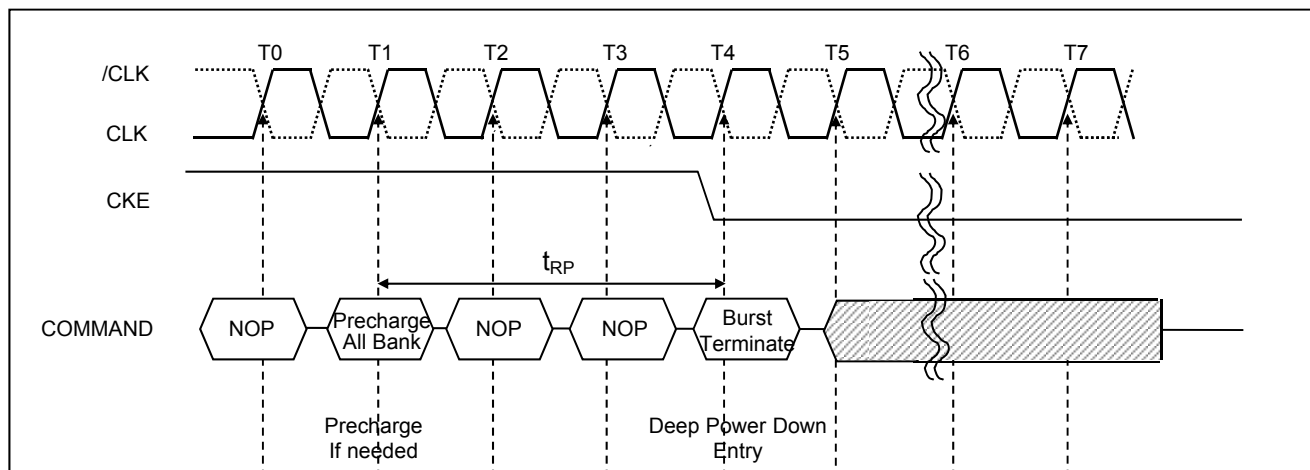 T0 T1 T2 T3 T4 T5 T6 T7
/CLK
CLK
CKE
tRP
COMMAND
NOP
Precharge
All Bank
NOP
NOP
Burst
Terminate
Precharge
If needed
Deep Power Down
Entry